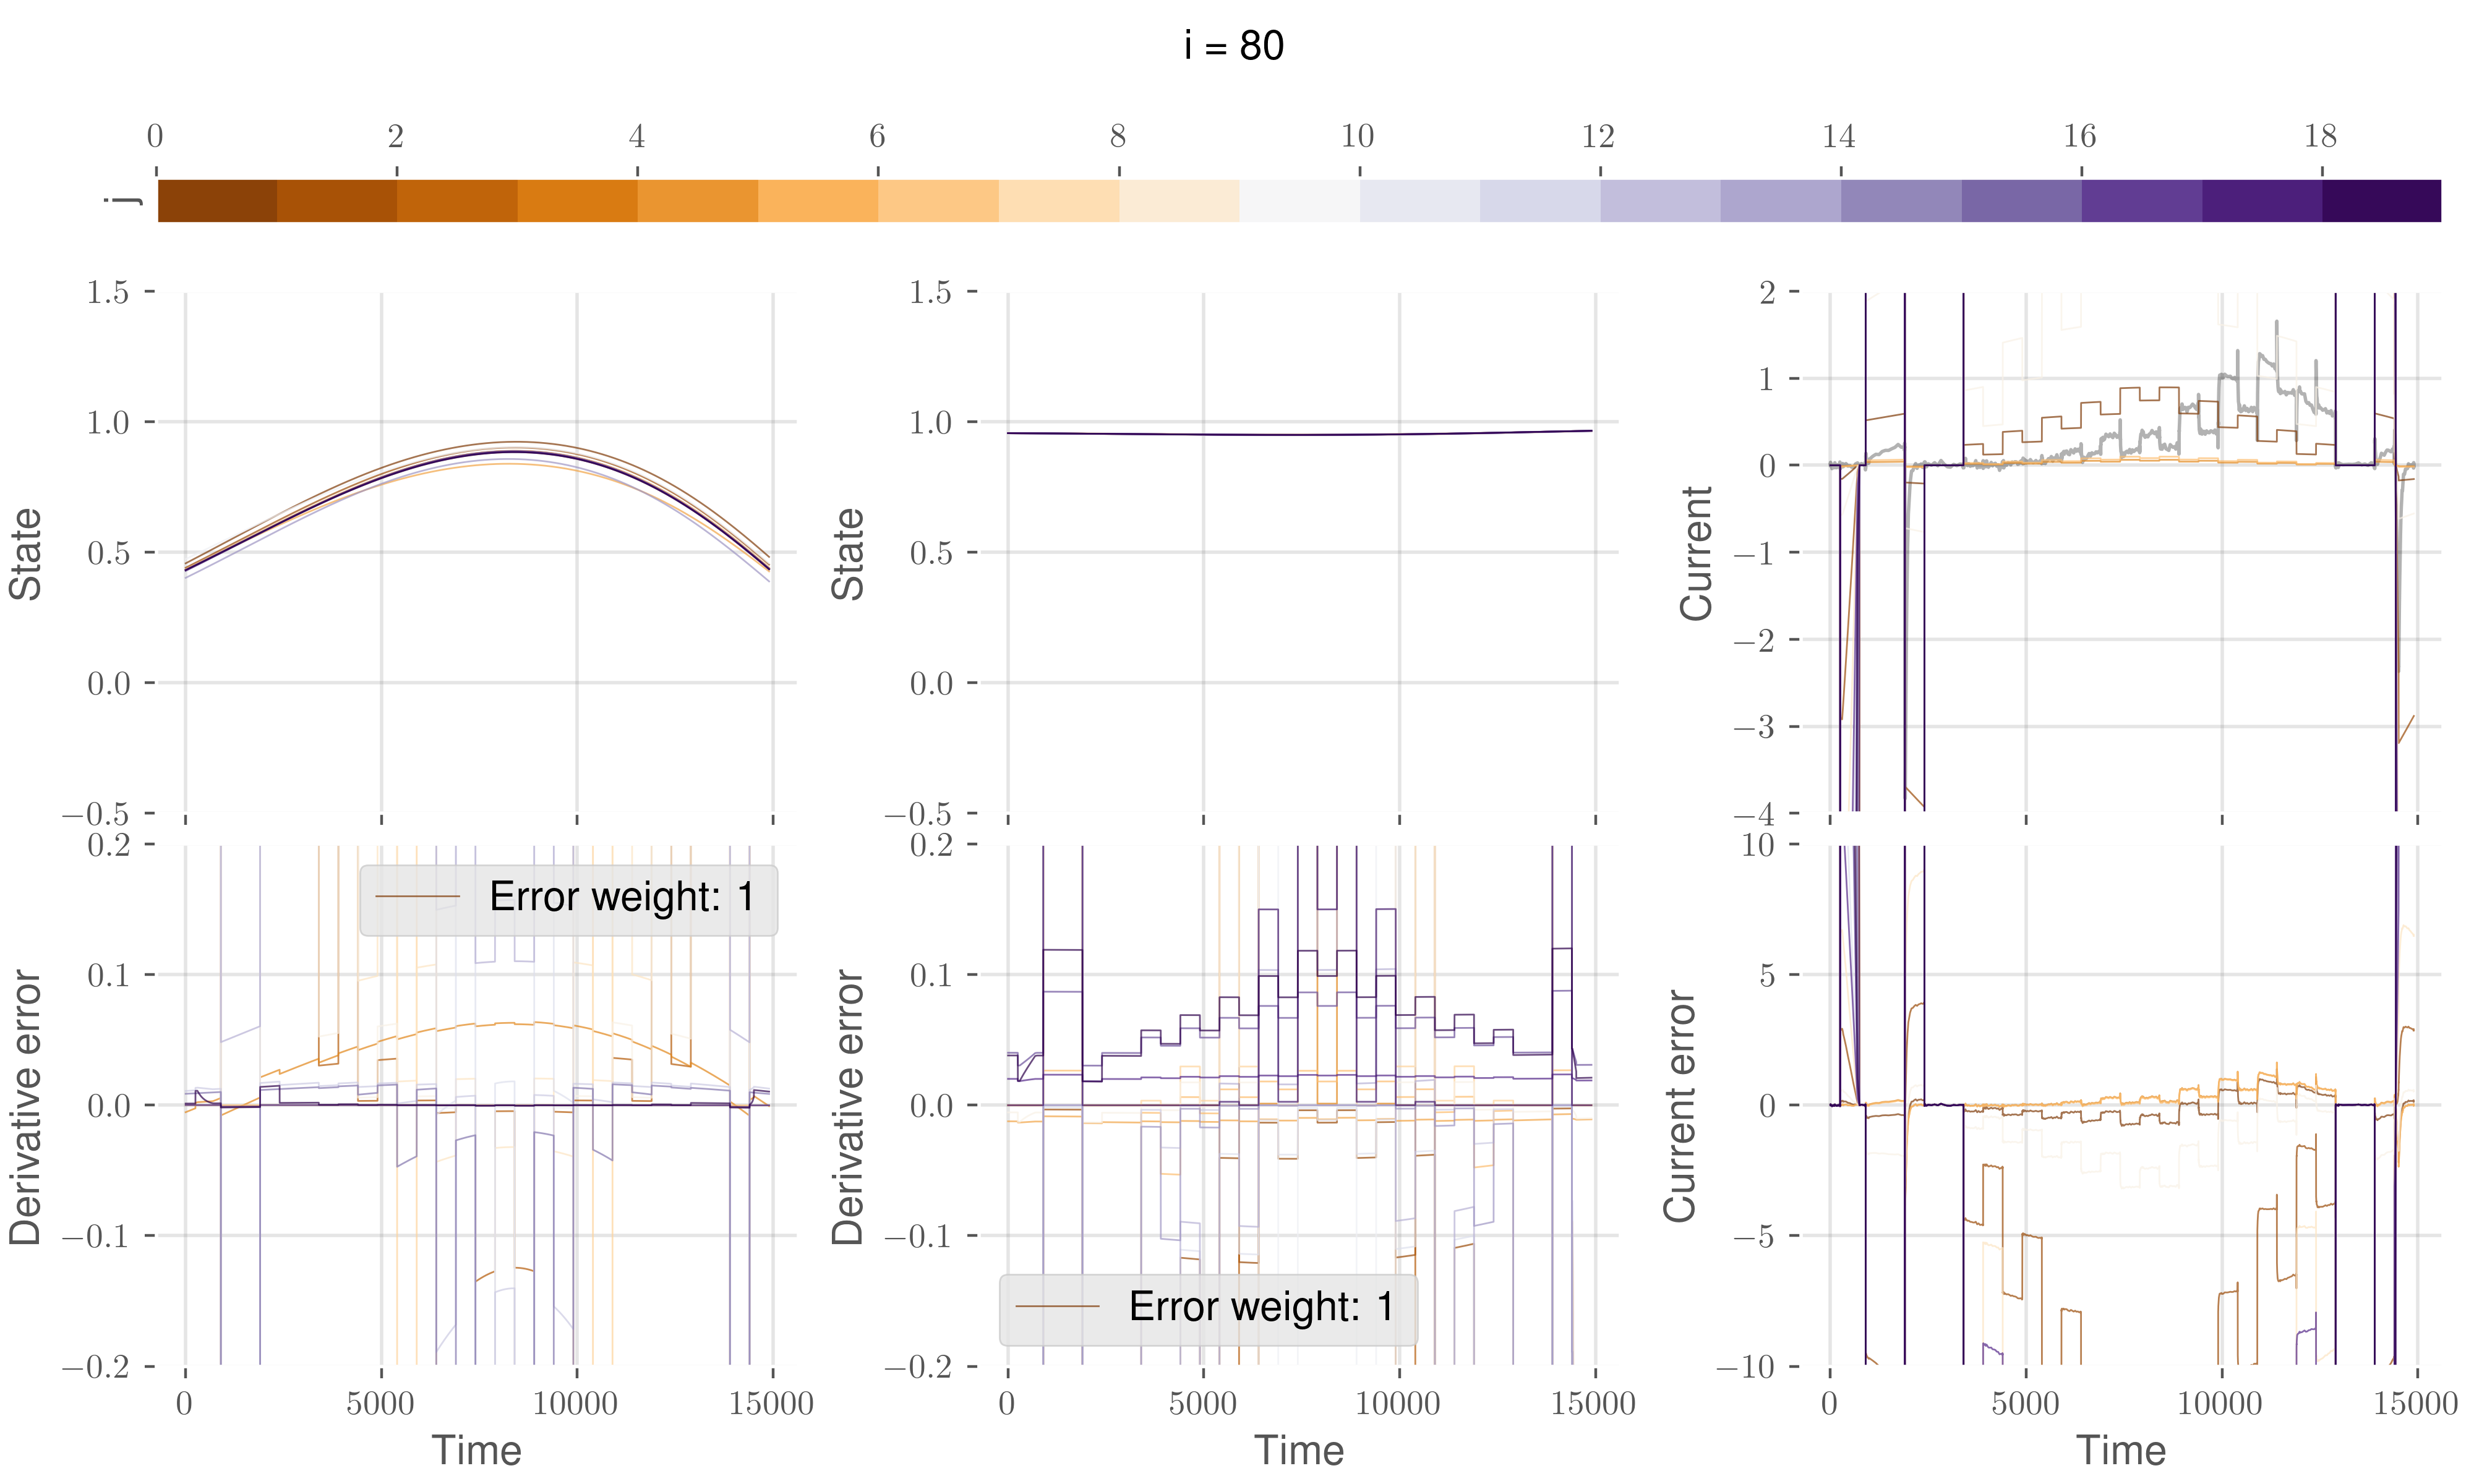 i = 80
0 2 4 6 8 10 12 14 16 18
j
1.5
1.0
0.5
0.0
−0.5
State
1.5
1.0
0.5
0.0
−0.5
State
2
1
0
−1
−2
−3
−4
Current
0.2
0.1
0.0
−0.1
−0.2
Derivative error
Error weight: 1
0 5000 10000 15000
Time
0.2
0.1
0.0
−0.1
−0.2
Derivative error
Error weight: 1
0 5000 10000 15000
Time
10
5
0
−5
−10
Current error
0 5000 10000 15000
Time